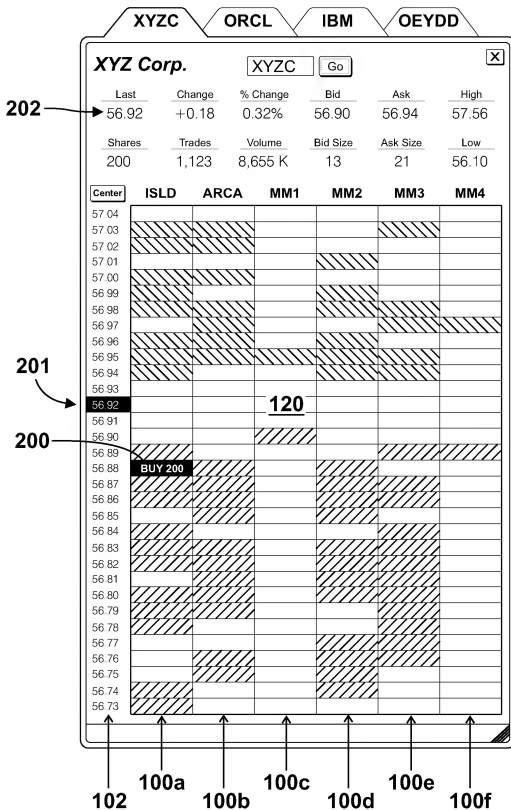 XYZC ORCL IBM OEYDD
X
XYZ Corp. XYZC Go
Last Change % Change Bid Ask High
202 56.92 +0.18 0.32% 56.90 56.94 57.56
Shares Trades Volume Bid Size Ask Size Low
200 1,123 8,655 K 13 21 56.10
Center ISLD ARCA MM1 MM2 MM3 MM4
57 04
57 03
57 02
57 01
57.00
56 99
56 98
56 97
56 96
56 95
56 94
56 93
201 56 92 120
56 91
56 90
200 56 89
56 88 BUY 200
56 87
56 86
56 85
56 84
56 83
56 82
56.81
56.80
56.79
56 78
56.77
56.76
56.75
56.74
56.73
102 100a 100b 100c 100d 100e 100f